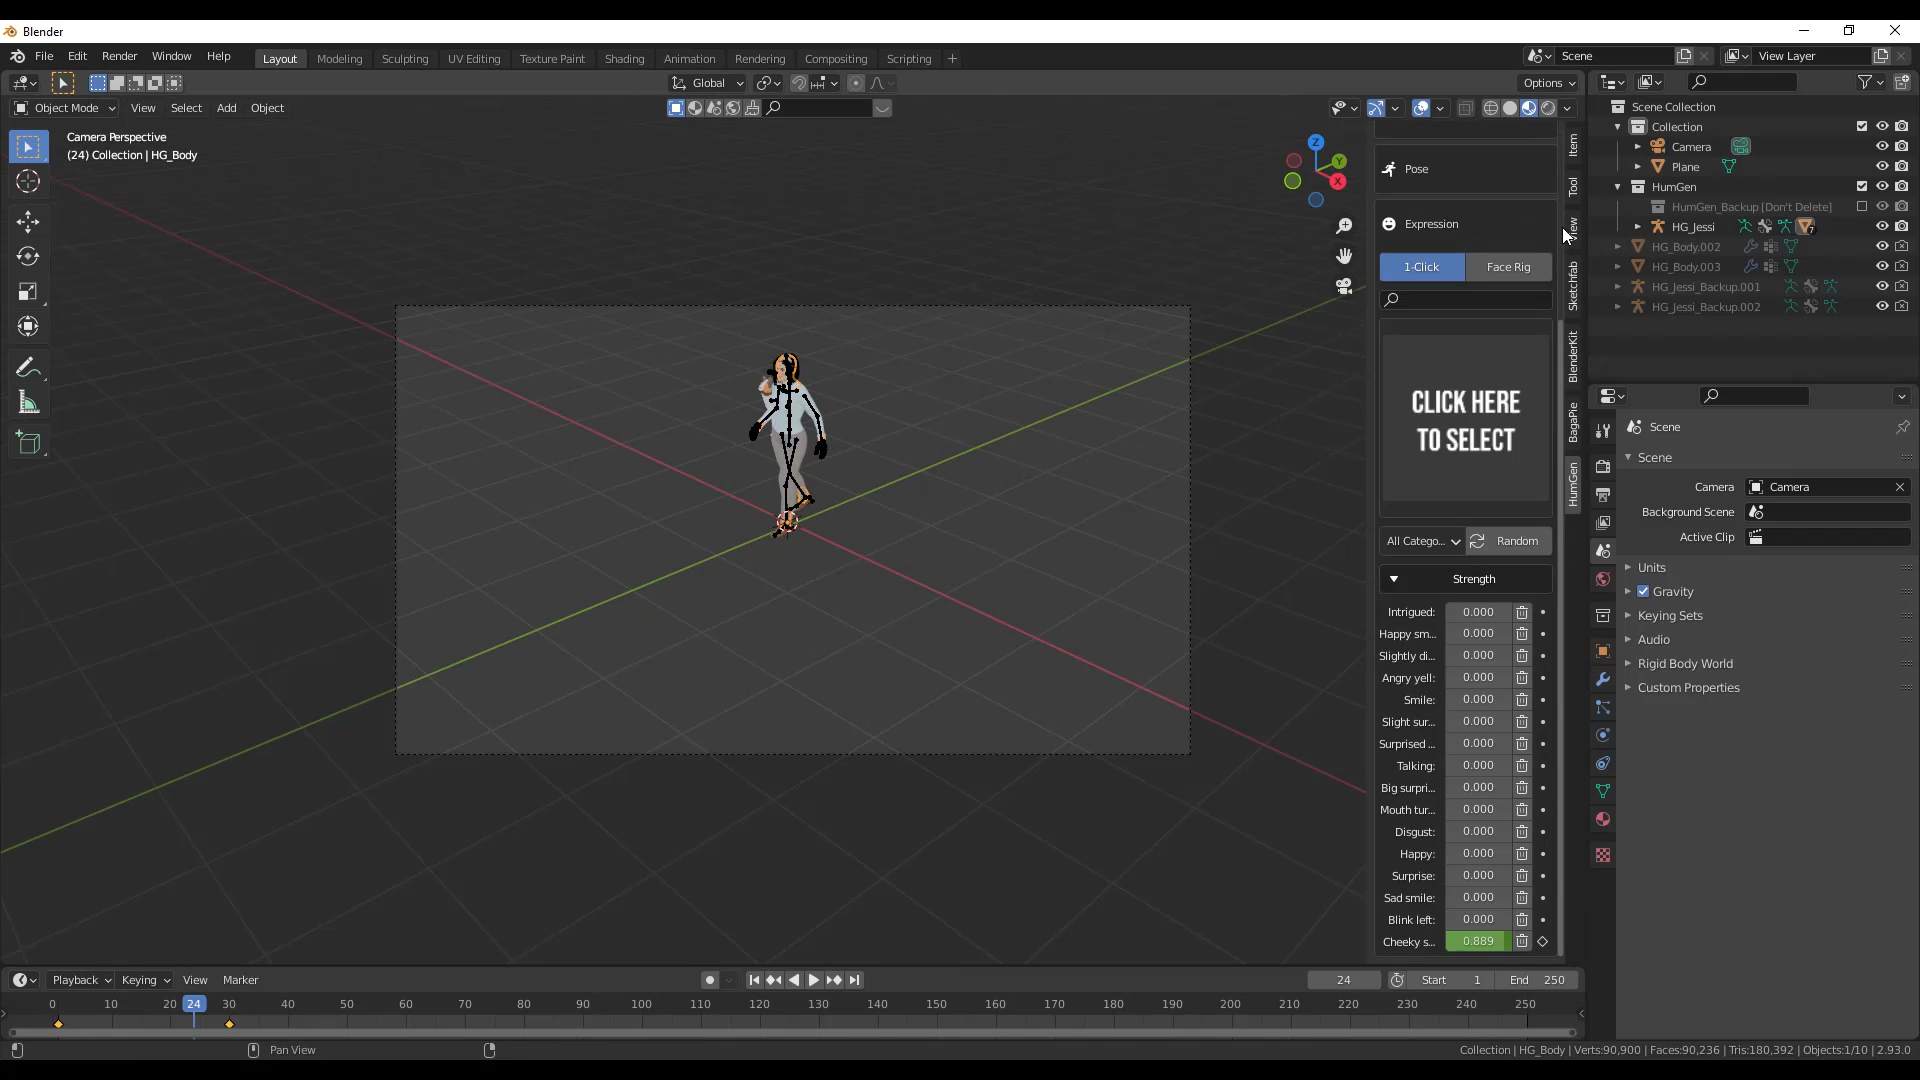 Blender
File Edit Render Window Help Layout Modeling Sculpting UV Editing Texture Paint Shading Animation Rendering Compositing Scripting + Scene View Layer
Global Options
Object Mode View Select Add Object
Camera Perspective
(24) Collection | HG_Body
Z
Y
X
Pose
Expression
1-Click Face Rig
CLICK HERE
TO SELECT
All Catego... Random
Strength
Intrigued: 0.000
Happy sm... 0.000
Slightly di... 0.000
Angry yell: 0.000
Smile: 0.000
Slight sur... 0.000
Surprised ... 0.000
Talking: 0.000
Big surpri... 0.000
Mouth tur... 0.000
Disgust: 0.000
Happy: 0.000
Surprise: 0.000
Sad smile: 0.000
Blink left: 0.000
Cheeky s... 0.889
Item
Tool
View
Sketchfab
BlenderKit
BagaPie
HumGen
Scene Collection
Collection
Camera
Plane
HumGen
HumGen_Backup [Don't Delete]
HG_Jessi 7
HG_Body.002
HG_Body.003
HG_Jessi_Backup.001
HG_Jessi_Backup.002
Scene
Scene
Camera Camera
Background Scene
Active Clip
Units
Gravity
Keying Sets
Audio
Rigid Body World
Custom Properties
Playback Keying View Marker 24 Start 1 End 250
0 10 20 24 30 40 50 60 70 80 90 100 110 120 130 140 150 160 170 180 190 200 210 220 230 240 250
Pan View Collection | HG_Body | Verts:90,900 | Faces:90,236 | Tris:180,392 | Objects:1/10 | 2.93.0